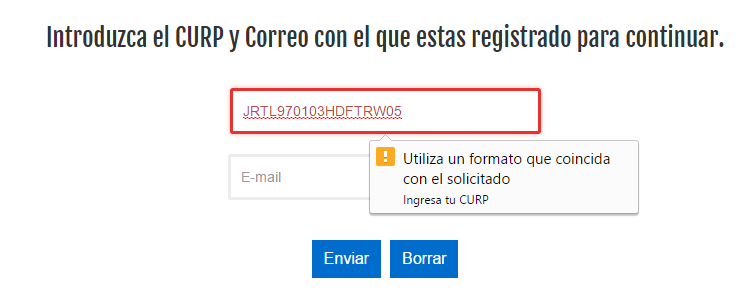 Introduzca el CURP y Correo con el que estas registrado para continuar.
JRTL970103HDFTRW05
Utiliza un formato que coincida
con el solicitado
Ingresa tu CURP
E-mail
Enviar Borrar